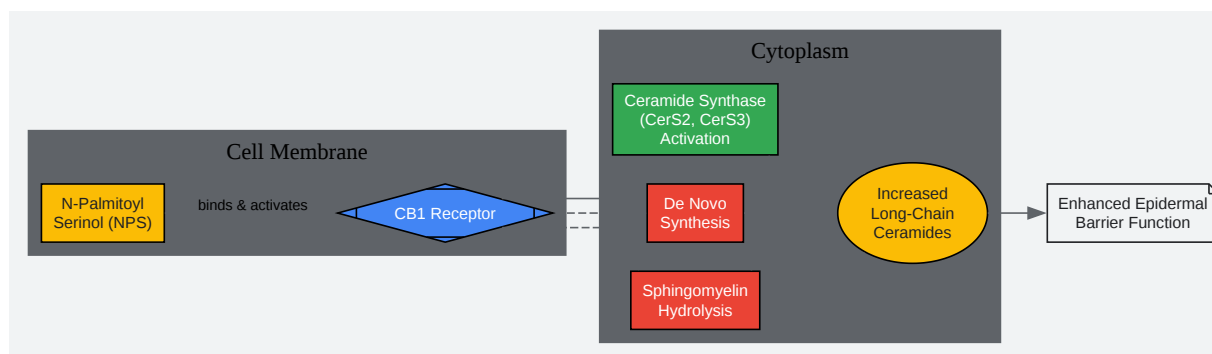 Cell Membrane
N-Palmitoyl
Serinol (NPS)
binds & activates
CB1 Receptor
Cytoplasm
Ceramide Synthase
(CerS2, CerS3)
Activation
De Novo
Synthesis
Sphingomyelin
Hydrolysis
Increased
Long-Chain
Ceramides
Enhanced Epidermal
Barrier Function